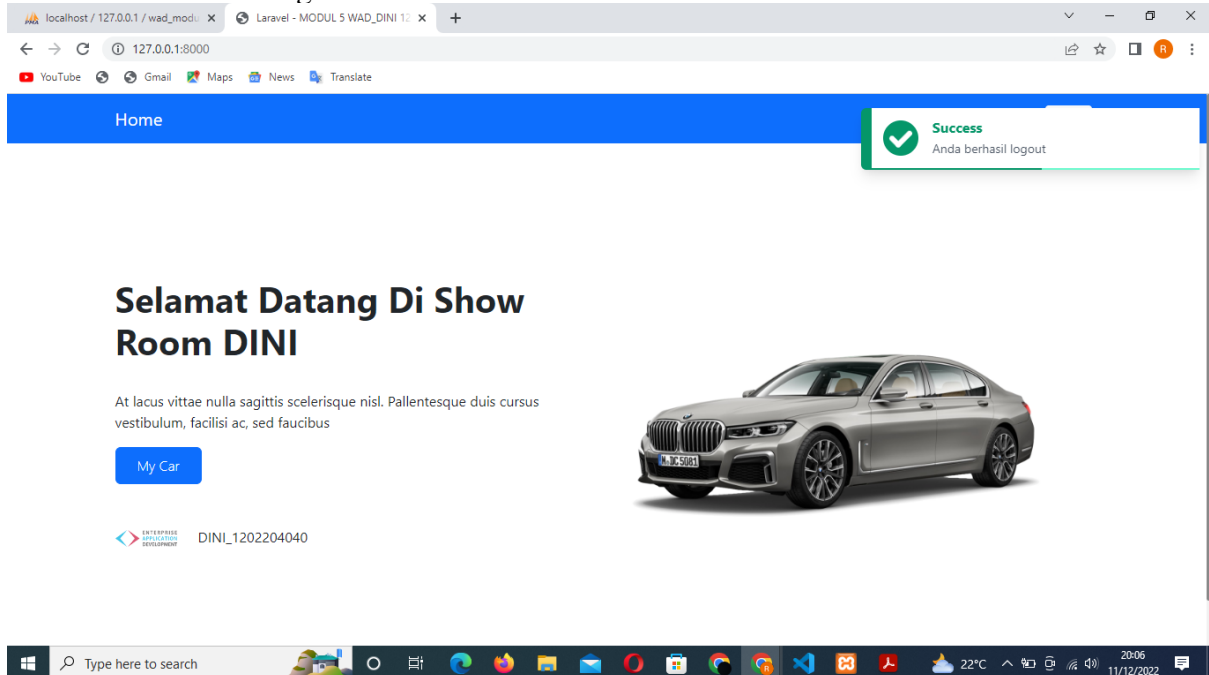 localhost / 127.0.0.1 / wad_modu
Laravel - MODUL 5 WAD_DINI 12
127.0.0.1:8000
R
YouTube
Gmail
Maps
News
Translate
Home
Success
Anda berhasil logout
Selamat Datang Di Show
Room DINI
At lacus vittae nulla sagittis scelerisque nisl. Pallentesque duis cursus
vestibulum, facilisi ac, sed faucibus
My Car
M·DC 5081
ENTERPRISE
APPLICATION
DEVELOPMENT
DINI_1202204040
Type here to search
22°C
20:06
11/12/2022